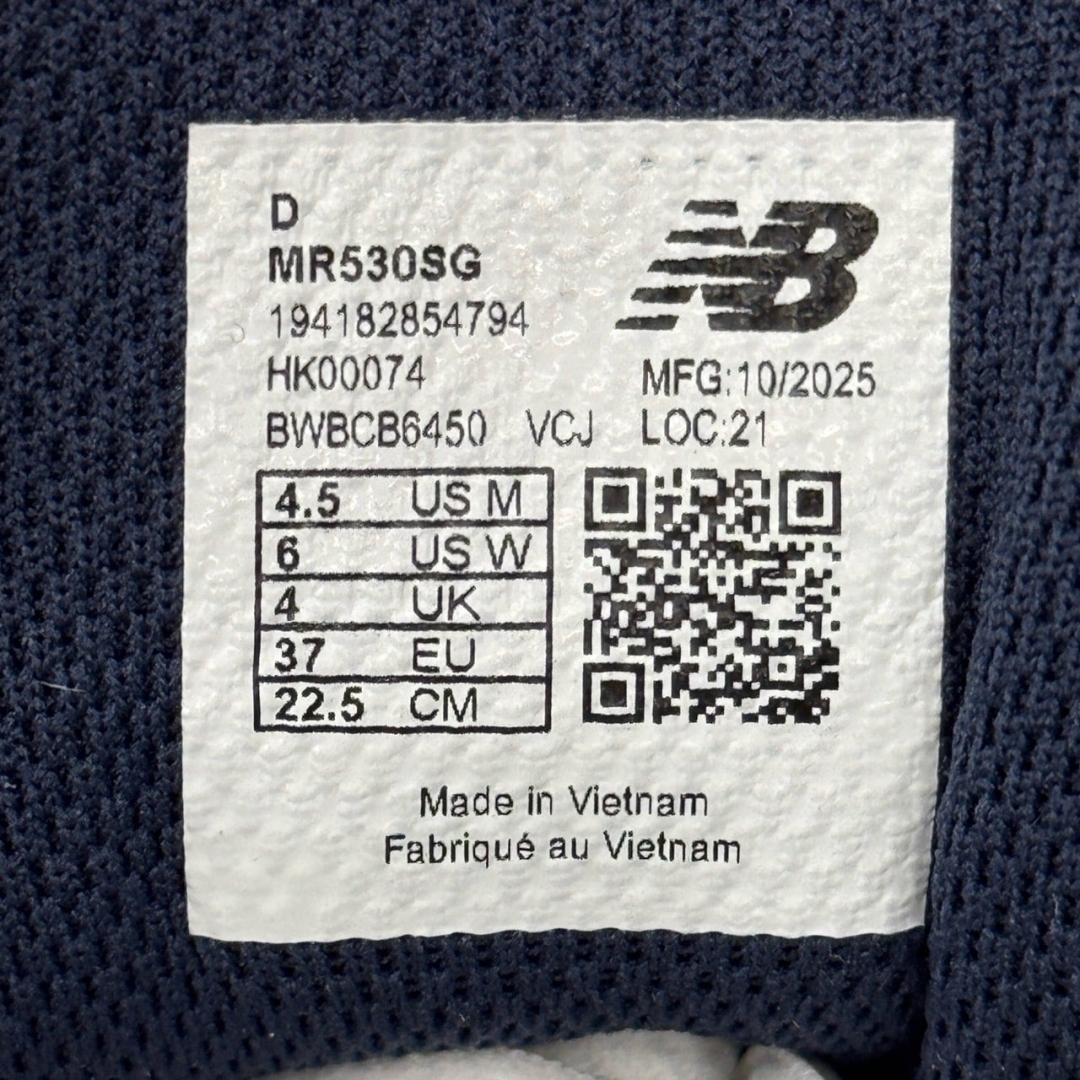 D
MR530SG
194182854794
HK00074
MFG:10/2025
BWBCB6450 VCJ LOC:21
4.5 US M
6 US W
4 UK
37 EU
22.5 CM
Made in Vietnam
Fabriqué au Vietnam
NB